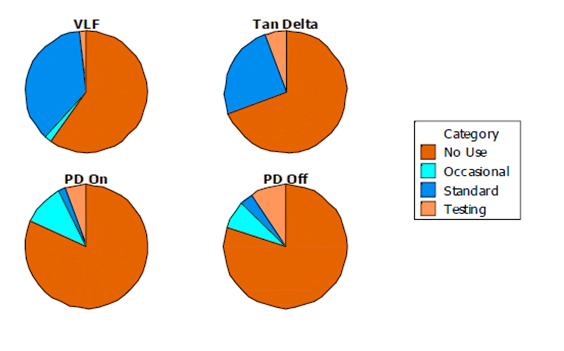 VLF
Tan Delta
PD On
PD Off
Category
No Use
Occasional
Standard
Testing